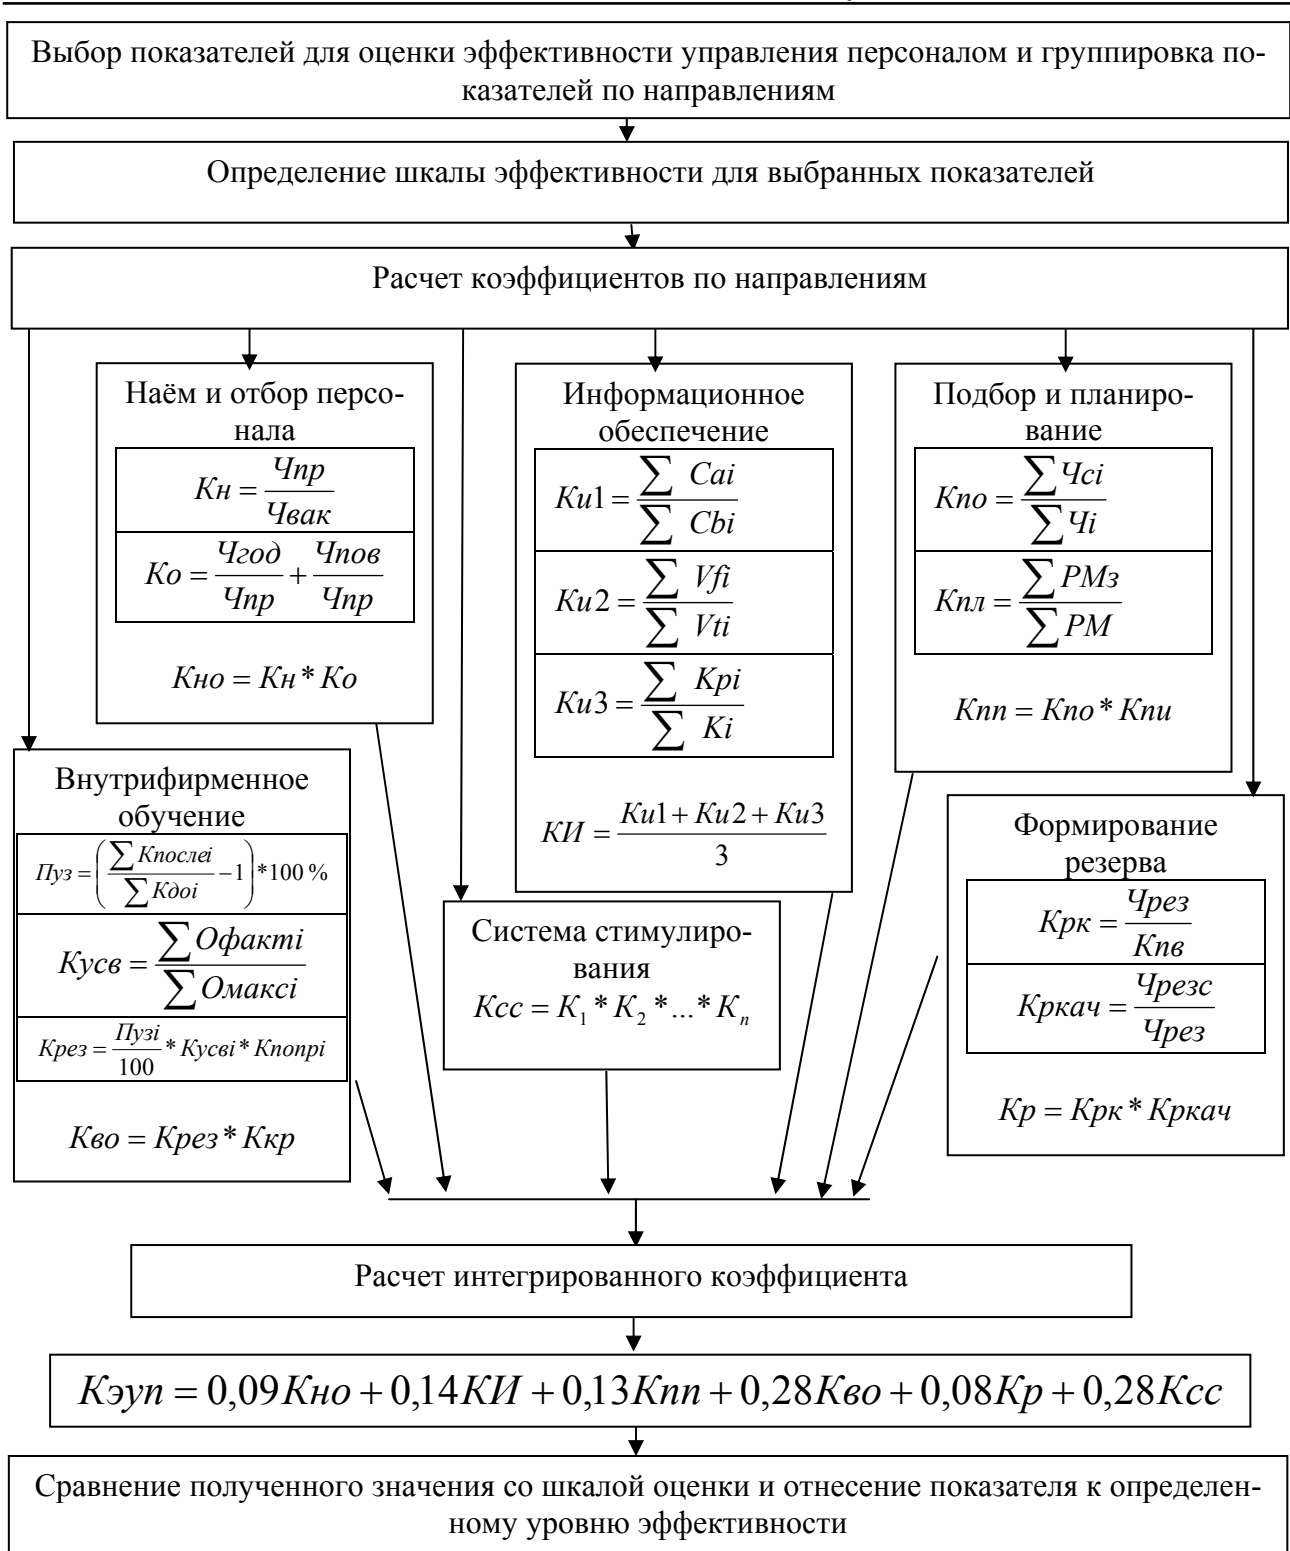 Выбор показателей для оценки эффективности управления персоналом и группировка по-
казателей по направлениям
Определение шкалы эффективности для выбранных показателей
Расчет коэффициентов по направлениям
Наём и отбор персо-
нала
Кн = Чпр / Чвак
Ко = Чгод / Чпр + Чпов / Чпр
Кно = Кн * Ко
Информационное
обеспечение
Ки1 = ∑ Cai / ∑ Cbi
Ки2 = ∑ Vfi / ∑ Vti
Ки3 = ∑ Kpi / ∑ Ki
КИ = (Ки1 + Ки2 + Ки3) / 3
Подбор и планиро-
вание
Кпо = ∑ Чсi / ∑ Чi
Кпл = ∑ РМз / ∑ РМ
Кпп = Кпо * Кпи
Внутрифирменное
обучение
Пуз = (∑ Кпослеi / ∑ Кдоi − 1) * 100 %
Кусв = ∑ Офактi / ∑ Омаксi
Крез = Пузi / 100 * Кусвi * Кпопрi
Кво = Крез * Ккр
Система стимулиро-
вания
Ксс = К₁ * К₂ * ... * Кₙ
Формирование
резерва
Крк = Чрез / Кпв
Кркач = Чрезс / Чрез
Кр = Крк * Кркач
Расчет интегрированного коэффициента
Кэуп = 0,09Кно + 0,14КИ + 0,13Кпп + 0,28Кво + 0,08Кр + 0,28Ксс
Сравнение полученного значения со шкалой оценки и отнесение показателя к определен-
ному уровню эффективности